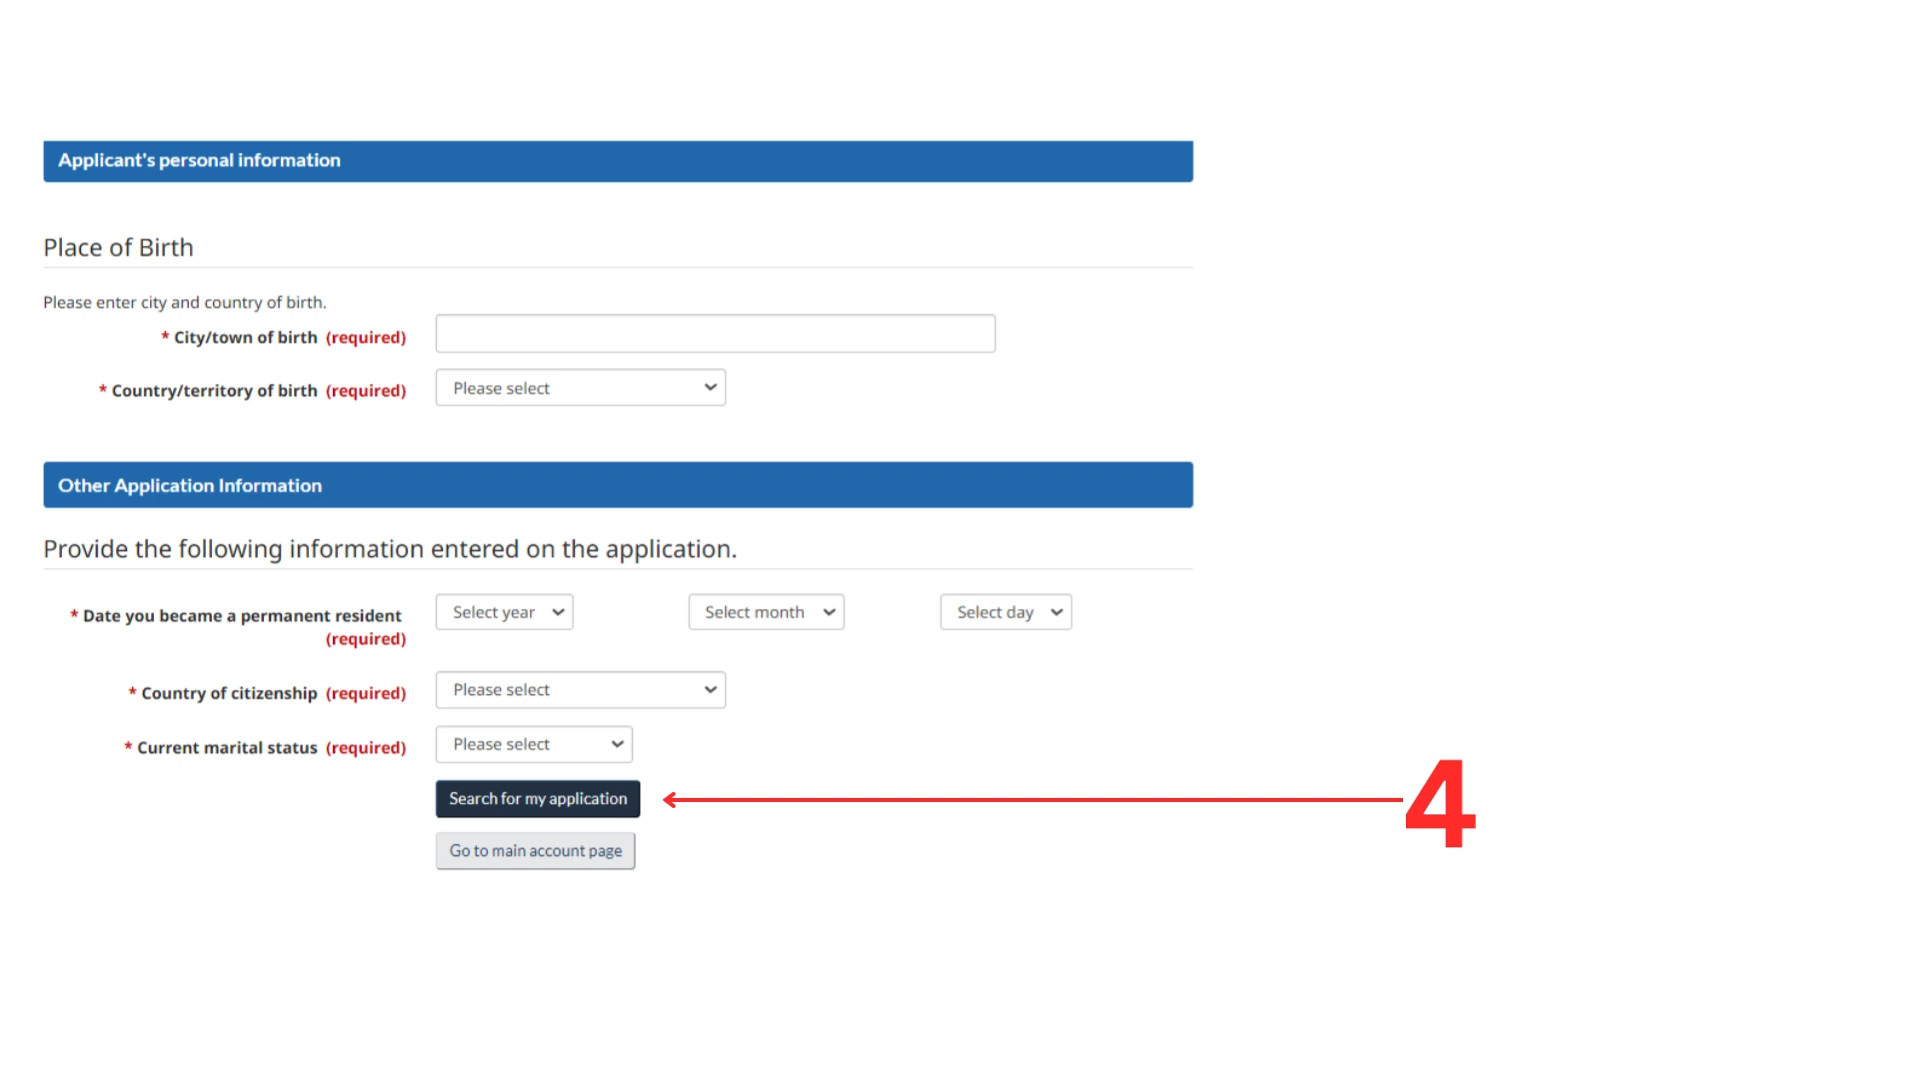 Applicant's personal information
Place of Birth
Please enter city and country of birth.
* City/town of birth (required)
* Country/territory of birth (required) Please select
Other Application Information
Provide the following information entered on the application.
* Date you became a permanent resident Select year Select month Select day
(required)
* Country of citizenship (required) Please select
* Current marital status (required) Please select
Search for my application
4
Go to main account page